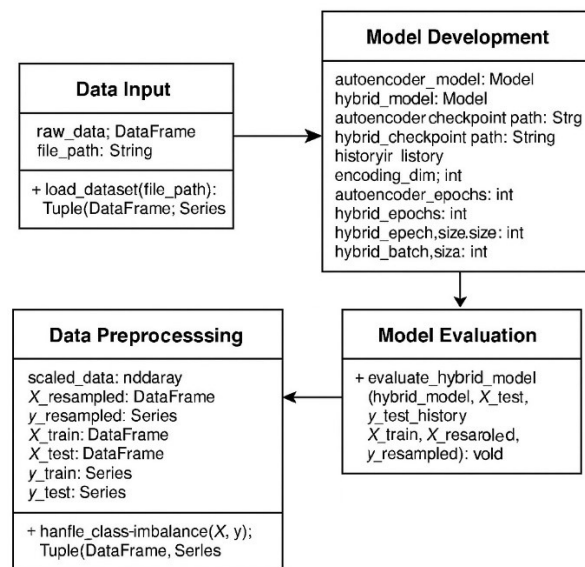 Data Input
raw_data; DataFrame
file_path: String
+ load_dataset(file_path):
Tuple(DataFrame; Series
Model Development
autoencoder_model: Model
hybrid_model: Model
autoencoder checkpoint path: Strg
hybrid_checkpoint path: String
historyir listory
encoding_dim; int
autoencoder_epochs: int
hybrid_epochs: int
hybrid_epech,size.size: int
hybrid_batch,siza: int
Data Preprocesssing
scaled_data: nddaray
X_resampled: DataFrame
y_resampled: Series
X_train: DataFrame
X_test: DataFrame
y_train: Series
y_test: Series
+ hanfle_class-imbalance(X, y);
Tuple(DataFrame, Serles
Model Evaluation
+ evaluate_hybrid_model
(hybrid_model, X_test,
y_test_history
X_train, X_resaroled,
y_resampled): vold